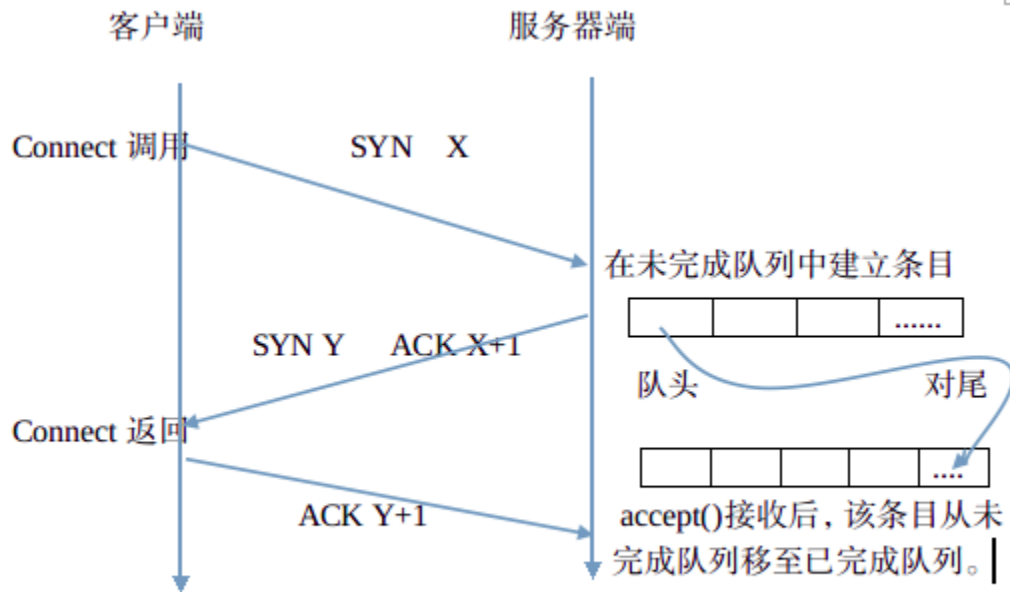 客户端
服务器端
Connect 调用
SYN X
在未完成队列中建立条目
......
SYN Y ACK X+1
队头
对尾
Connect 返回
....
ACK Y+1
accept()接收后，该条目从未
完成队列移至已完成队列。